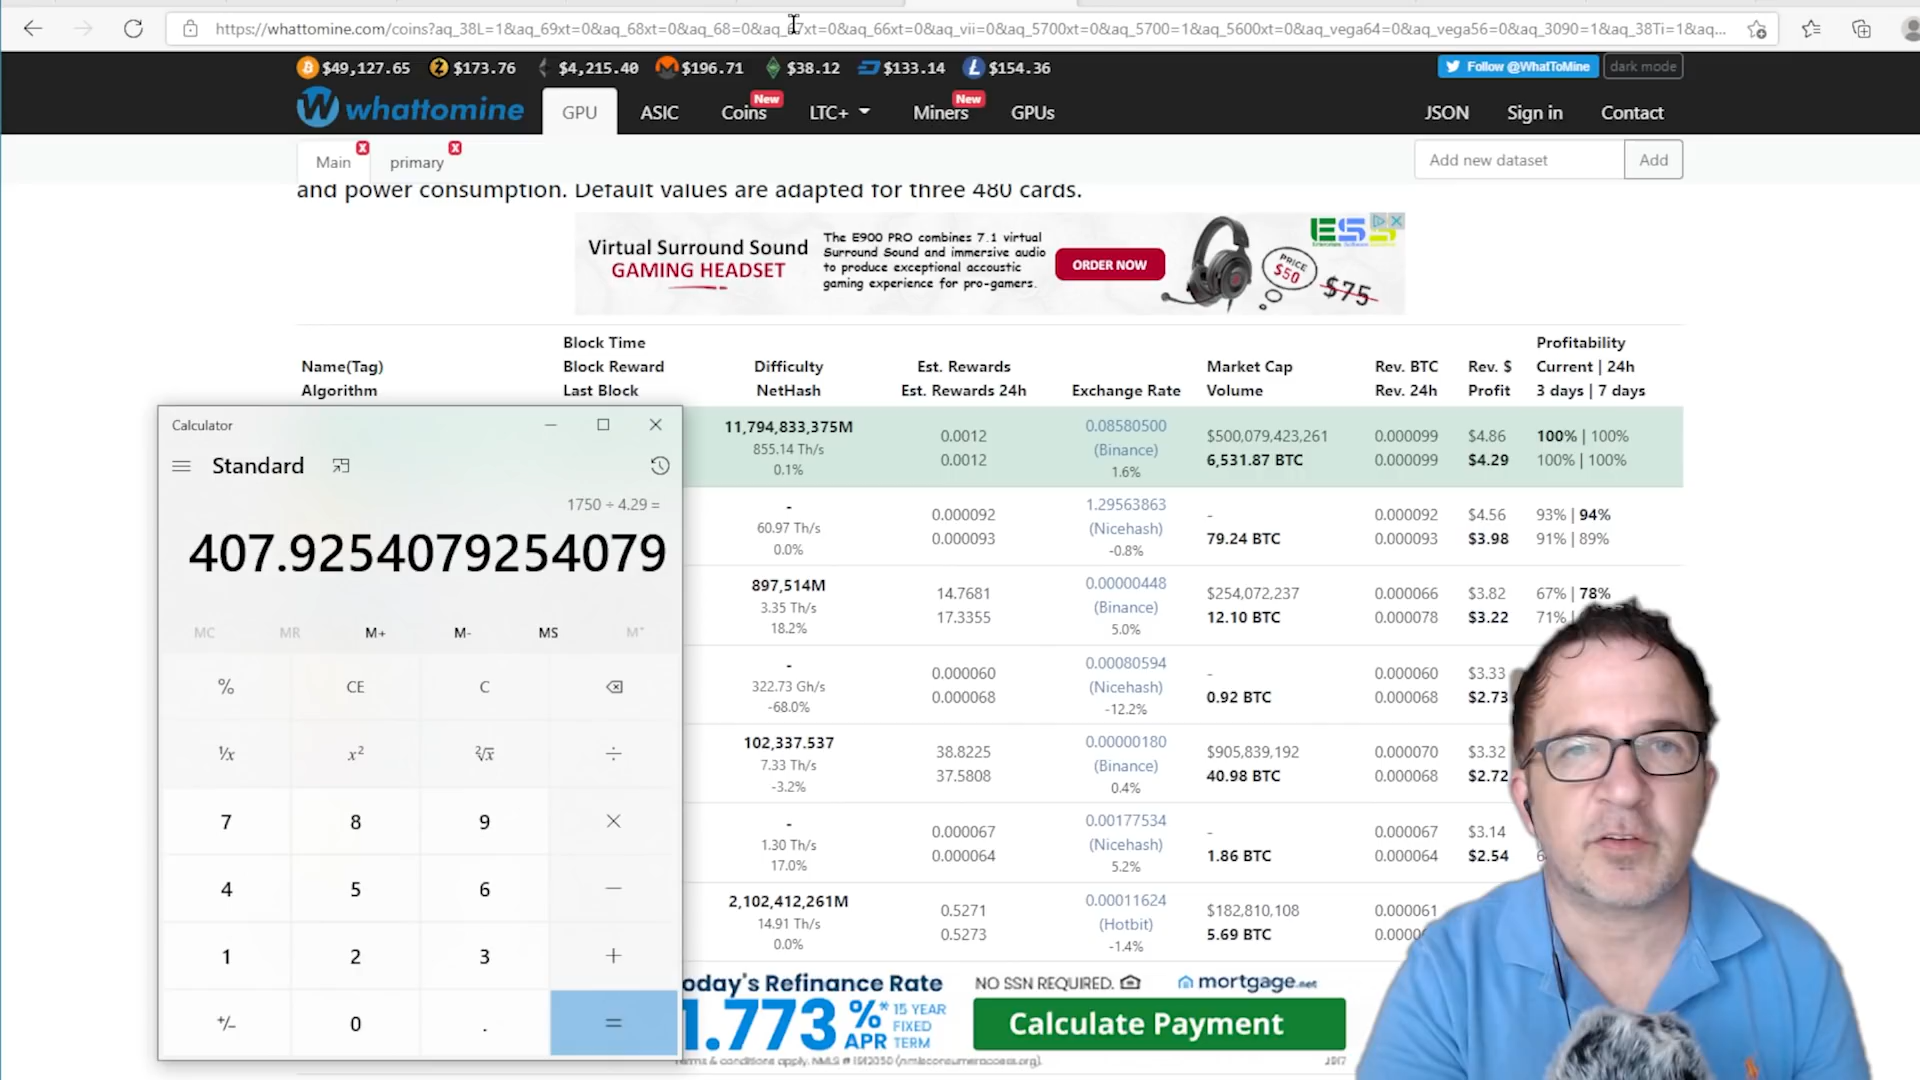 https://whattomine.com/coins?aq_38L=1&aq_69xt=0&aq_68xt=0&aq_68=0&aq_67xt=0&aq_66xt=0&aq_vii=0&aq_5700xt=0&aq_5700=1&aq_5600xt=0&aq_vega64=0&aq_vega56=0&aq_3090=1&aq_38Ti=1&aq...
$49,127.65 $173.76 $4,215.40 $196.71 $38.12 $133.14 $154.36 Follow @WhatToMine dark mode
whattomine GPU ASIC Coins New LTC+ Miners New GPUs JSON Sign in Contact
Main x primary x Add new dataset Add
and power consumption. Default values are adapted for three 480 cards.
Virtual Surround Sound
GAMING HEADSET
The E900 PRO combines 7.1 virtual
Surround Sound and immersive audio
to produce exceptional accoustic
gaming experience for pro-gamers.
ORDER NOW
PRICE
$50
$75
Block Time Profitability
Name(Tag) Block Reward Difficulty Est. Rewards Market Cap Rev. BTC Rev. $ Current | 24h
Algorithm Last Block NetHash Est. Rewards 24h Exchange Rate Volume Rev. 24h Profit 3 days | 7 days
11,794,833,375M 0.0012 0.08580500 $500,079,423,261 0.000099 $4.86 100% | 100%
855.14 Th/s 0.0012 (Binance) 6,531.87 BTC 0.000099 $4.29 100% | 100%
0.1% 1.6%
- 0.000092 1.29563863 - 0.000092 $4.56 93% | 94%
60.97 Th/s 0.000093 (Nicehash) 79.24 BTC 0.000093 $3.98 91% | 89%
0.0% -0.8%
897,514M 14.7681 0.00000448 $254,072,237 0.000066 $3.82 67% | 78%
3.35 Th/s 17.3355 (Binance) 12.10 BTC 0.000078 $3.22 71%
18.2% 5.0%
- 0.000060 0.00080594 - 0.000060 $3.33
322.73 Gh/s 0.000068 (Nicehash) 0.92 BTC 0.000068 $2.73
-68.0% -12.2%
102,337.537 38.8225 0.00000180 $905,839,192 0.000070 $3.32
7.33 Th/s 37.5808 (Binance) 40.98 BTC 0.000068 $2.72
-3.2% 0.4%
- 0.000067 0.00177534 - 0.000067 $3.14
1.30 Th/s 0.000064 (Nicehash) 1.86 BTC 0.000064 $2.54
17.0% 5.2%
2,102,412,261M 0.5271 0.00011624 $182,810,108 0.000061
14.91 Th/s 0.5273 (Hotbit) 5.69 BTC
0.0% -1.4%
Calculator
Standard
1750 ÷ 4.29 =
407.9254079254079
MC MR M+ M- MS M˅
% CE C
¹/x x² ²√x ÷
7 8 9 ×
4 5 6 −
1 2 3 +
+/− 0 . =
oday's Refinance Rate
1.773 %* APR 15 YEAR FIXED TERM
NO SSN REQUIRED. mortgage.net
Calculate Payment